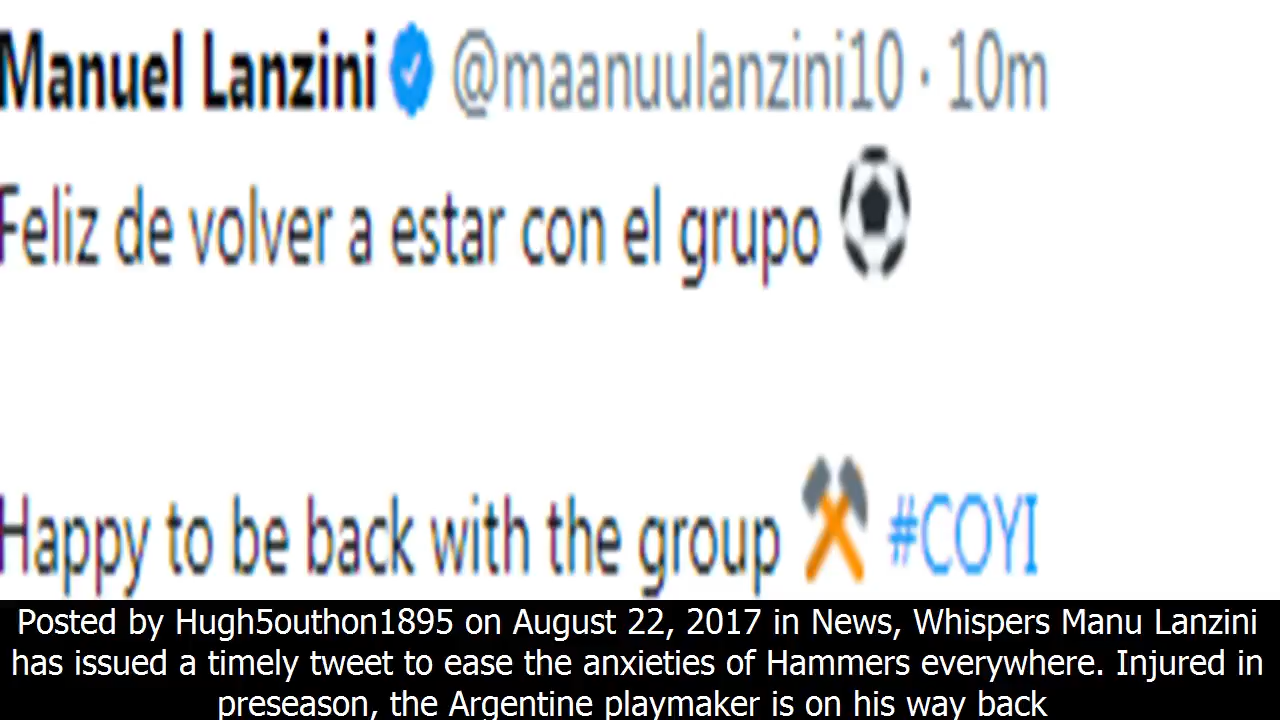 Manuel Lanzini @maanuulanzini10 · 10m
Feliz de volver a estar con el grupo
Happy to be back with the group #COYI
Posted by Hugh5outhon1895 on August 22, 2017 in News, Whispers Manu Lanzini
has issued a timely tweet to ease the anxieties of Hammers everywhere. Injured in
preseason, the Argentine playmaker is on his way back